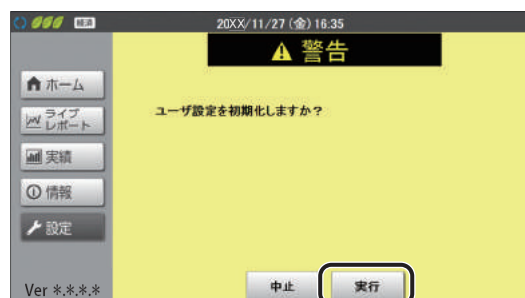 経済
20XX/11/27 (金) 16:35
警告
ホーム
ライブ
レポート
実績
情報
設定
Ver *.*.*.*
ユーザ設定を初期化しますか？
中止
実行